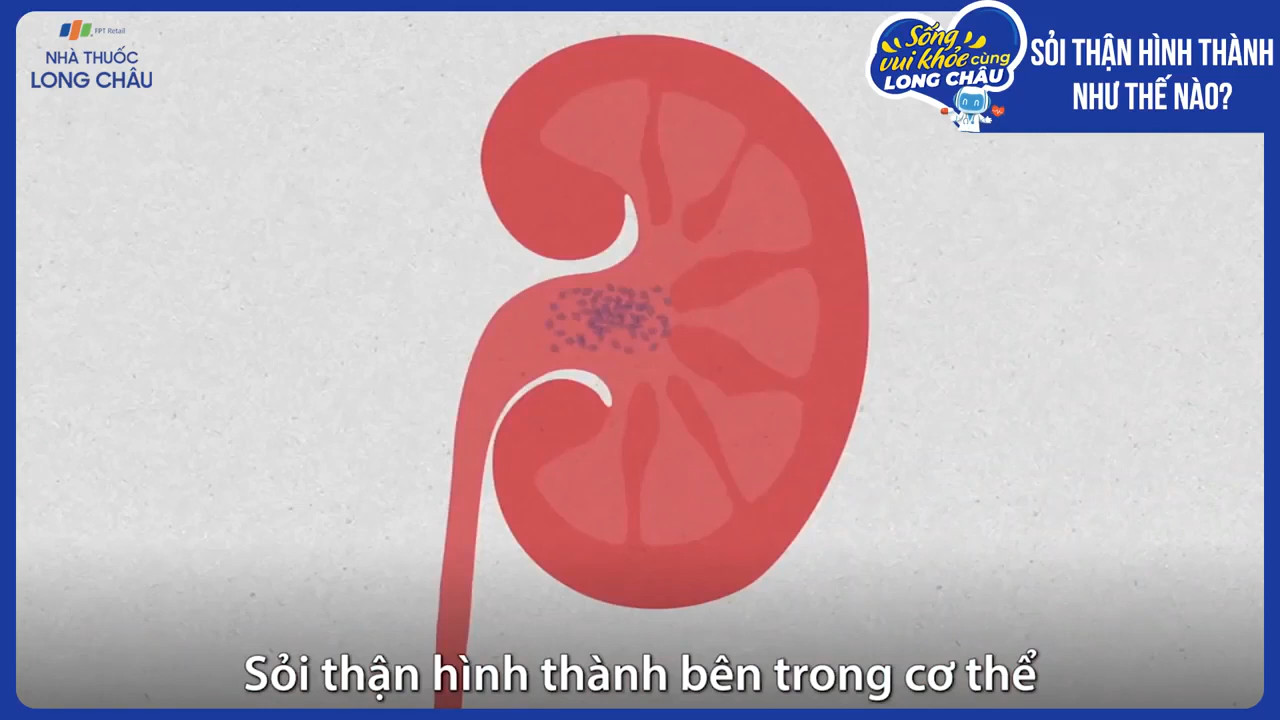 FPT Retail
NHÀ THUỐC
LONG CHÂU
Sống
vui khỏe cùng
LONG CHÂU
SỎI THẬN HÌNH THÀNH
NHƯ THẾ NÀO?
Sỏi thận hình thành bên trong cơ thể